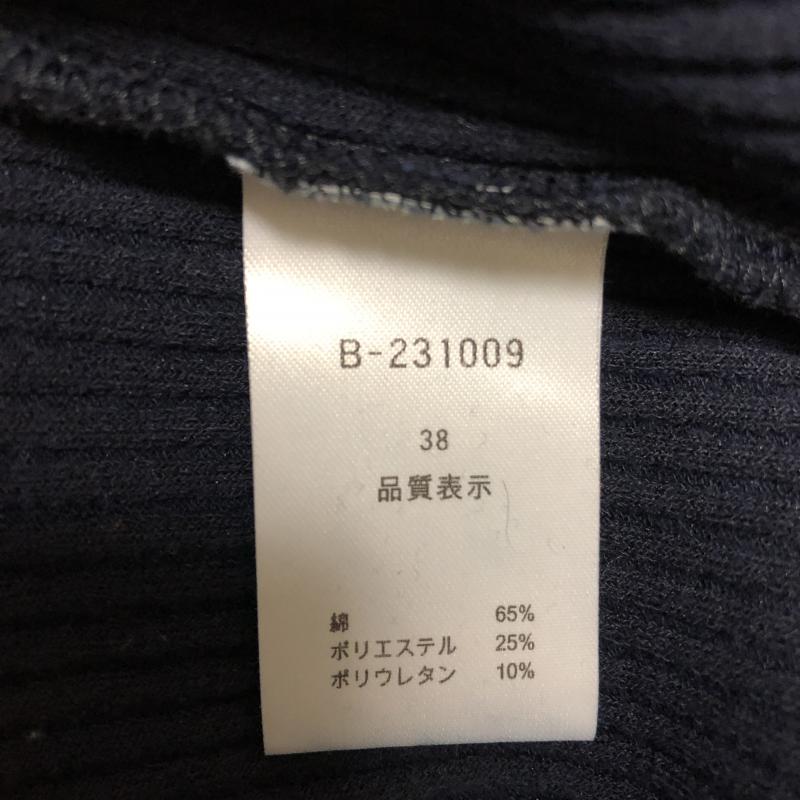 B-231009
38
品質表示
綿 65%
ポリエステル 25%
ポリウレタン 10%